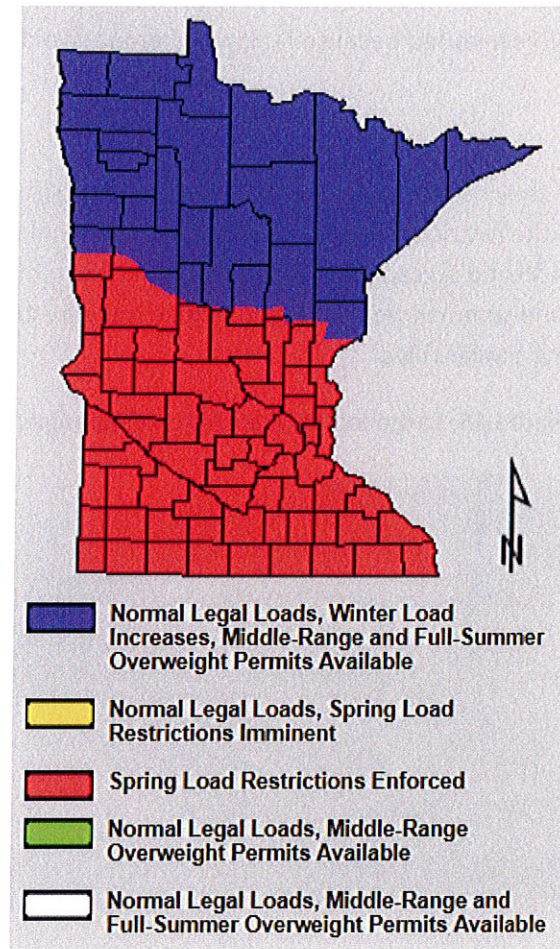 N
Normal Legal Loads, Winter Load
Increases, Middle-Range and Full-Summer
Overweight Permits Available
Normal Legal Loads, Spring Load
Restrictions Imminent
Spring Load Restrictions Enforced
Normal Legal Loads, Middle-Range
Overweight Permits Available
Normal Legal Loads, Middle-Range and
Full-Summer Overweight Permits Available